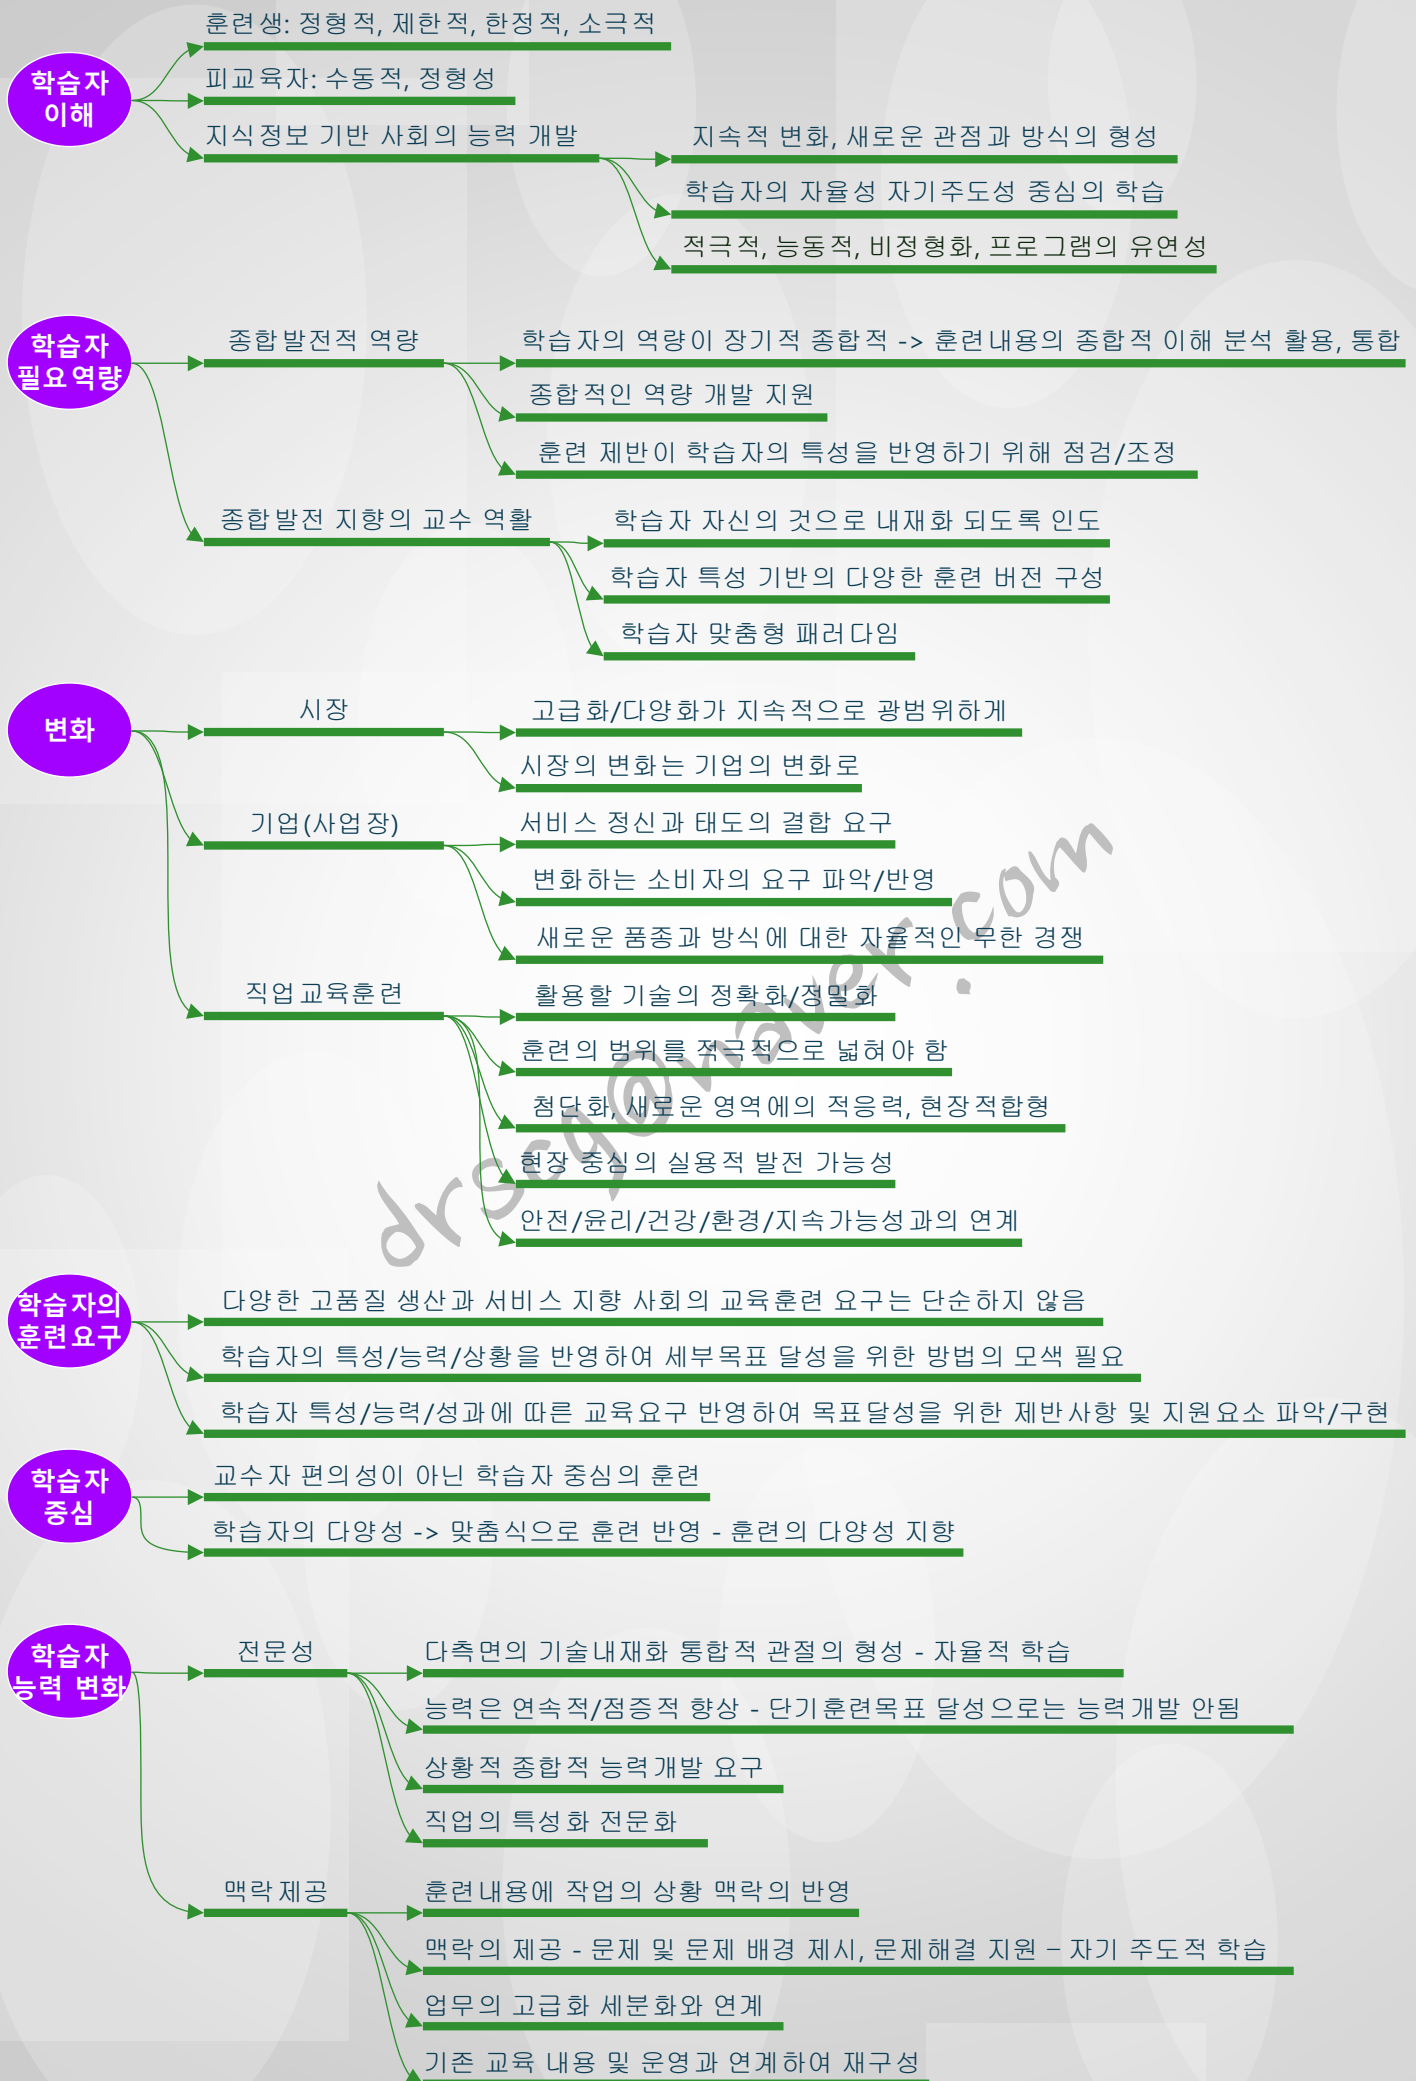 학습자
이해
훈련생: 정형적, 제한적, 한정적, 소극적
피교육자: 수동적, 정형성
지식정보 기반 사회의 능력 개발
지속적 변화, 새로운 관점과 방식의 형성
학습자의 자율성 자기주도성 중심의 학습
적극적, 능동적, 비정형화, 프로그램의 유연성
학습자
필요역량
종합발전적 역량
학습자의 역량이 장기적 종합적 -> 훈련내용의 종합적 이해 분석 활용, 통합
종합적인 역량 개발 지원
훈련 제반이 학습자의 특성을 반영하기 위해 점검/조정
종합발전 지향의 교수 역활
학습자 자신의 것으로 내재화 되도록 인도
학습자 특성 기반의 다양한 훈련 버전 구성
학습자 맞춤형 패러다임
변화
시장
고급화/다양화가 지속적으로 광범위하게
시장의 변화는 기업의 변화로
기업(사업장)
서비스 정신과 태도의 결합 요구
변화하는 소비자의 요구 파악/반영
새로운 품종과 방식에 대한 자율적인 무한 경쟁
직업교육훈련
활용할 기술의 정확화/정밀화
훈련의 범위를 적극적으로 넓혀야 함
첨단화, 새로운 영역에의 적응력, 현장적합형
현장 중심의 실용적 발전 가능성
안전/윤리/건강/환경/지속가능성과의 연계
drscg@naver.com
학습자의
훈련요구
다양한 고품질 생산과 서비스 지향 사회의 교육훈련 요구는 단순하지 않음
학습자의 특성/능력/상황을 반영하여 세부목표 달성을 위한 방법의 모색 필요
학습자 특성/능력/성과에 따른 교육요구 반영하여 목표달성을 위한 제반사항 및 지원요소 파악/구현
학습자
중심
교수자 편의성이 아닌 학습자 중심의 훈련
학습자의 다양성 -> 맞춤식으로 훈련 반영 - 훈련의 다양성 지향
학습자
능력 변화
전문성
다측면의 기술내재화 통합적 관절의 형성 - 자율적 학습
능력은 연속적/점증적 향상 - 단기훈련목표 달성으로는 능력개발 안됨
상황적 종합적 능력개발 요구
직업의 특성화 전문화
맥락제공
훈련내용에 작업의 상황 맥락의 반영
맥락의 제공 - 문제 및 문제 배경 제시, 문제해결 지원 – 자기 주도적 학습
업무의 고급화 세분화와 연계
기존 교육 내용 및 운영과 연계하여 재구성